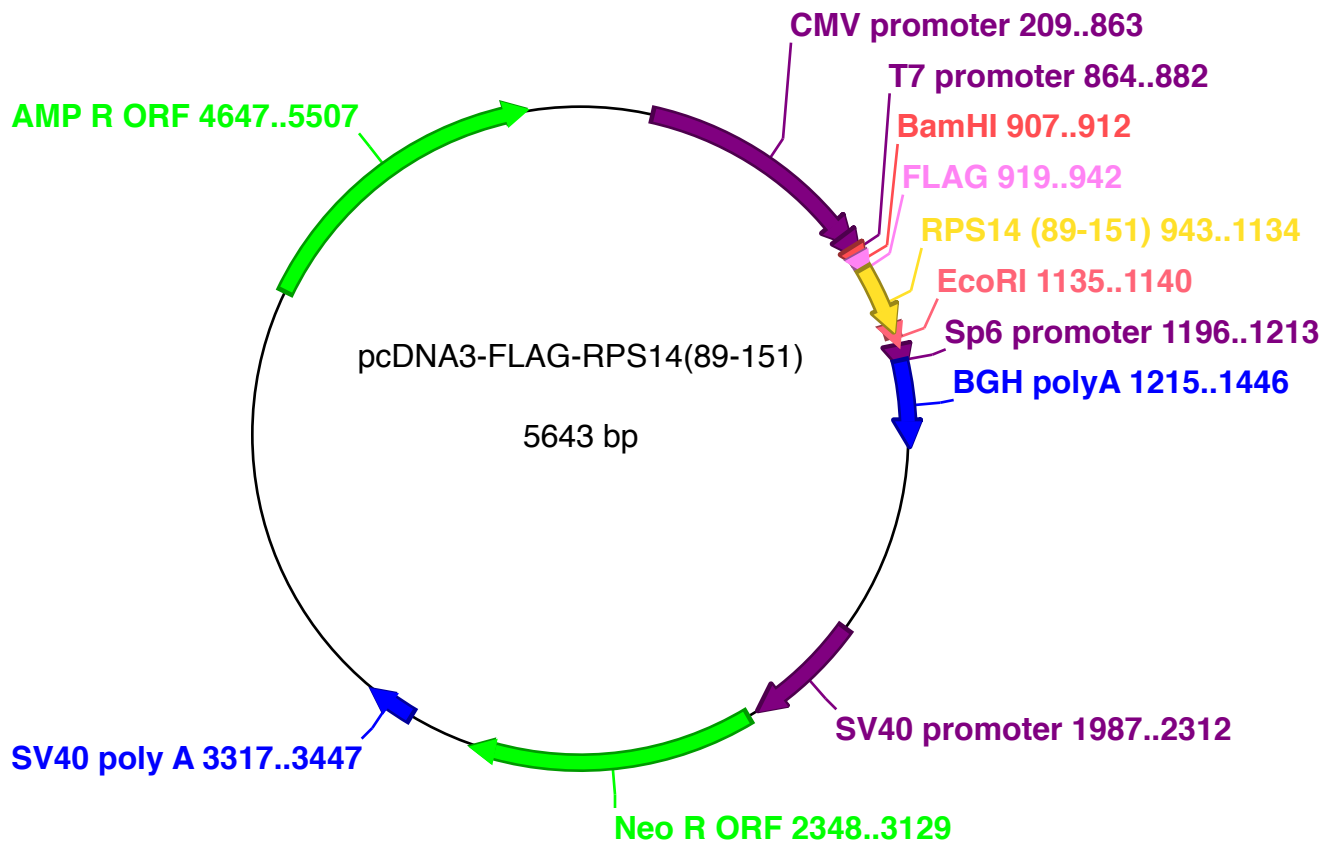 CMV promoter 209..863
T7 promoter 864..882
AMP R ORF 4647..5507
BamHI 907..912
FLAG 919..942
RPS14 (89-151) 943..1134
EcoRI 1135..1140
Sp6 promoter 1196..1213
pcDNA3-FLAG-RPS14(89-151)
BGH polyA 1215..1446
5643 bp
SV40 promoter 1987..2312
SV40 poly A 3317..3447
Neo R ORF 2348..3129